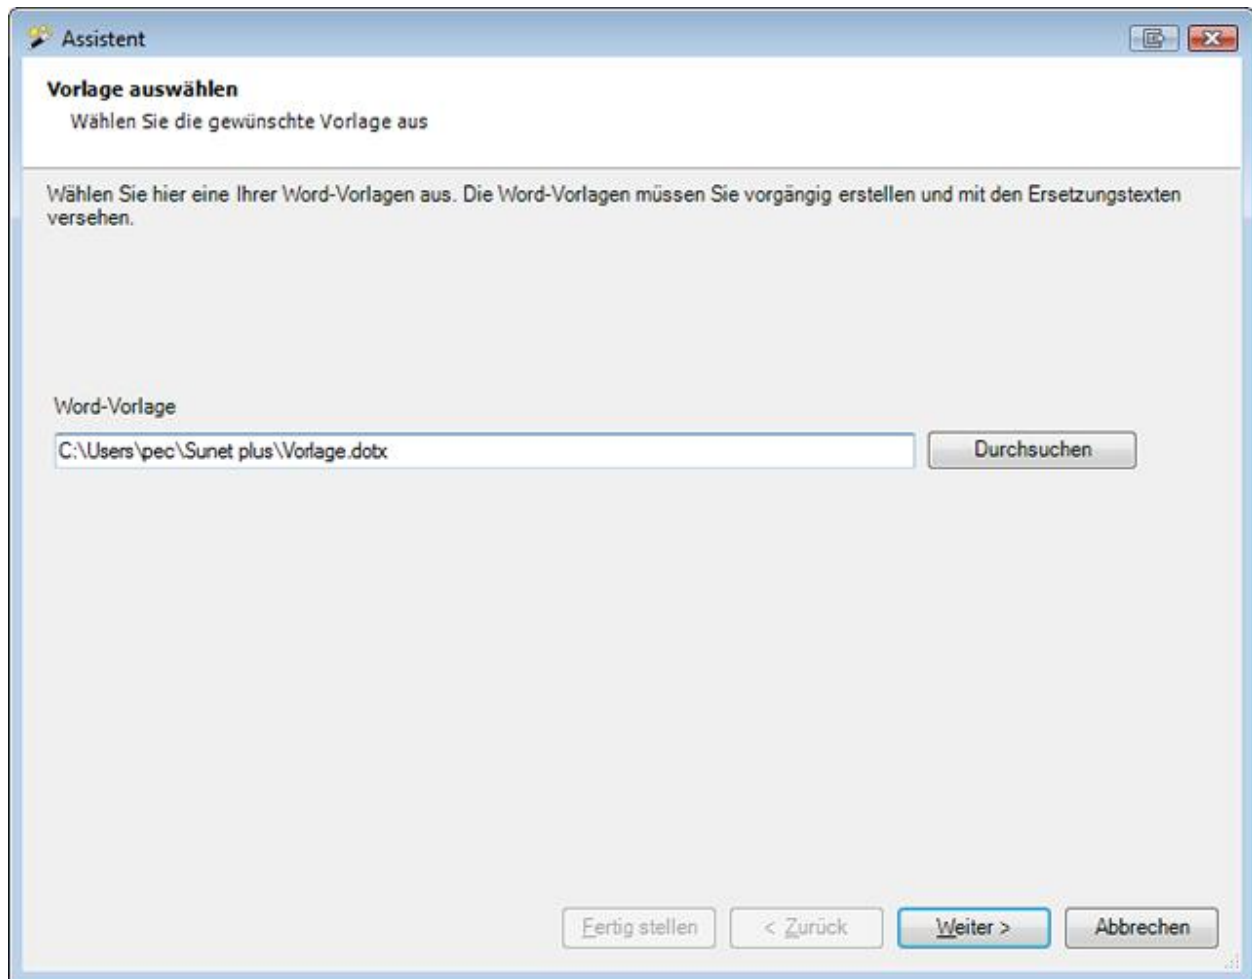 Assistent
Vorlage auswählen
Wählen Sie die gewünschte Vorlage aus
Wählen Sie hier eine Ihrer Word-Vorlagen aus. Die Word-Vorlagen müssen Sie vorgängig erstellen und mit den Ersetzungstexten
versehen.
Word-Vorlage
C:\Users\pec\Sunet plus\Vorlage.dotx
Durchsuchen
Fertig stellen
< Zurück
Weiter >
Abbrechen